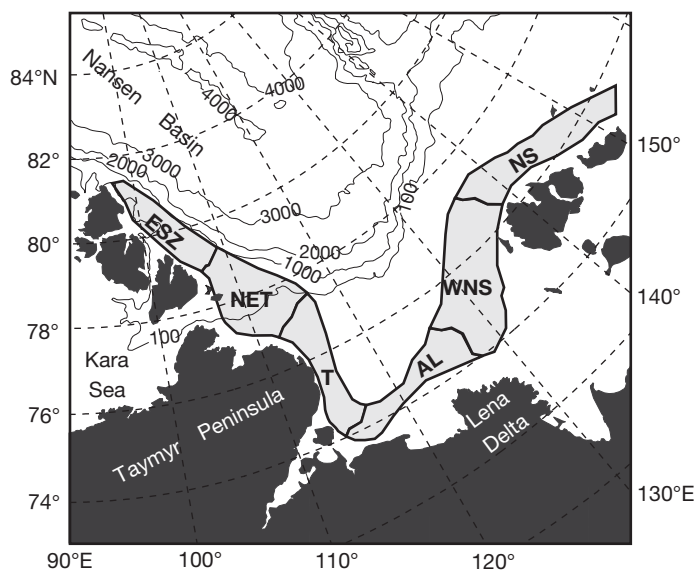 84°N
82°
80°
78°
76°
74°
90°E
100°
110°
120°
130°E
140°
150°
Nansen
Basin
4000
4000
3000
2000
3000
2000
1000
100
100
ESZ
NET
T
AL
WNS
NS
Kara
Sea
Taymyr Peninsula
Lena
Delta